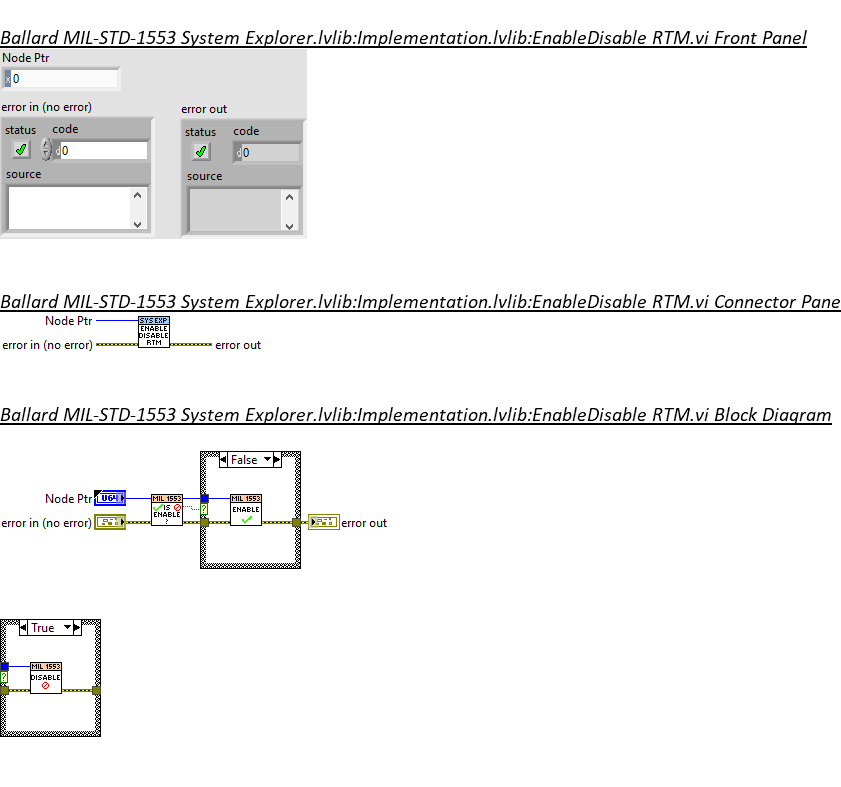 Ballard MIL-STD-1553 System Explorer.lvlib:Implementation.lvlib:EnableDisable RTM.vi Front Panel
Node Ptr
x 0
error in (no error)
error out
status code
status code
d 0
d 0
source
source
Ballard MIL-STD-1553 System Explorer.lvlib:Implementation.lvlib:EnableDisable RTM.vi Connector Pane
Node Ptr
SYS EXP
ENABLE
DISABLE
RTM
error in (no error)
error out
Ballard MIL-STD-1553 System Explorer.lvlib:Implementation.lvlib:EnableDisable RTM.vi Block Diagram
False
Node Ptr
U64
MIL 1553
IS
ENABLE
?
?
MIL 1553
ENABLE
error in (no error)
error out
True
MIL 1553
DISABLE
?